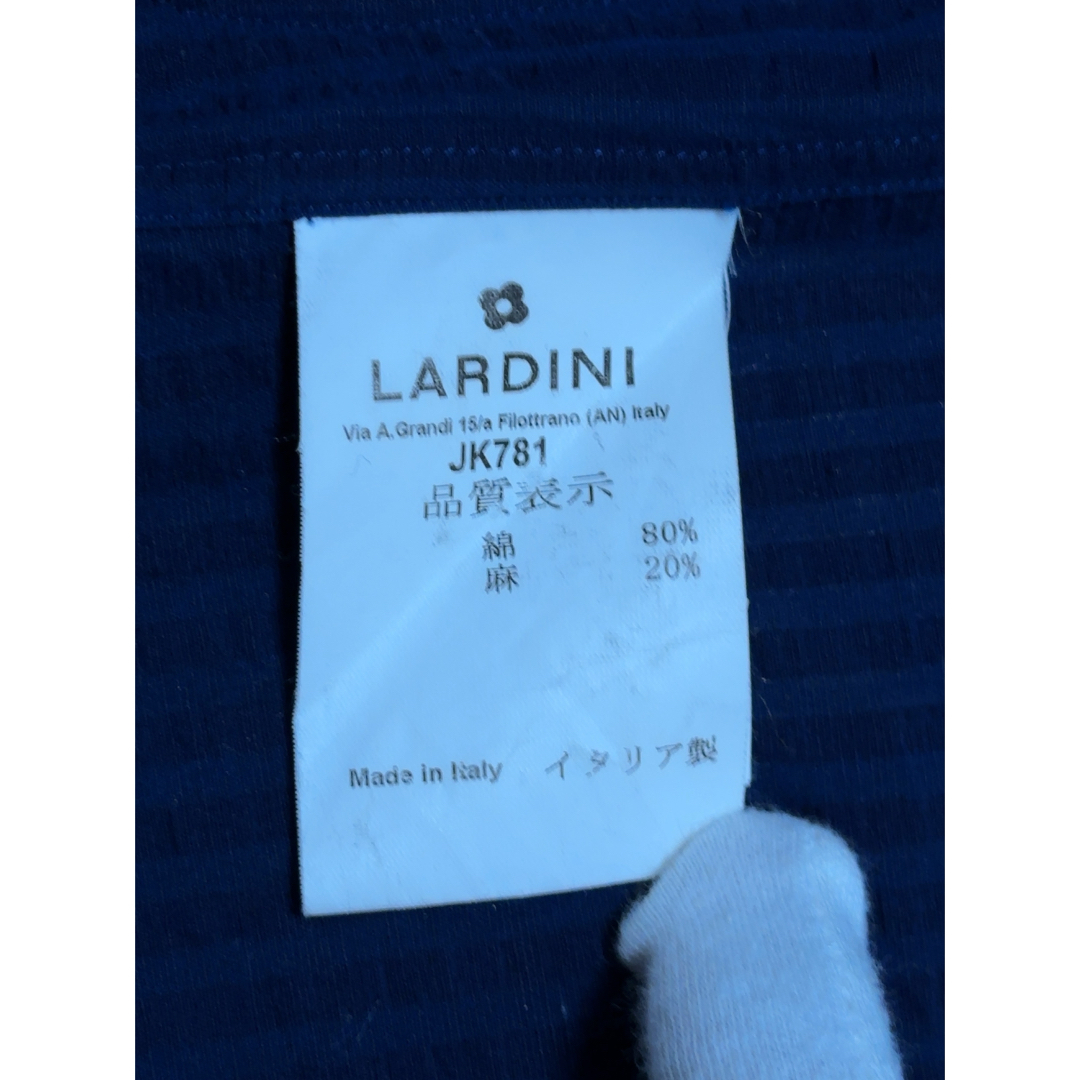 LARDINI
Via A.Grandi 15/a Filottrano (AN) Italy
JK781
品質表示
綿 80%
麻 20%
Made in Italy イタリア製